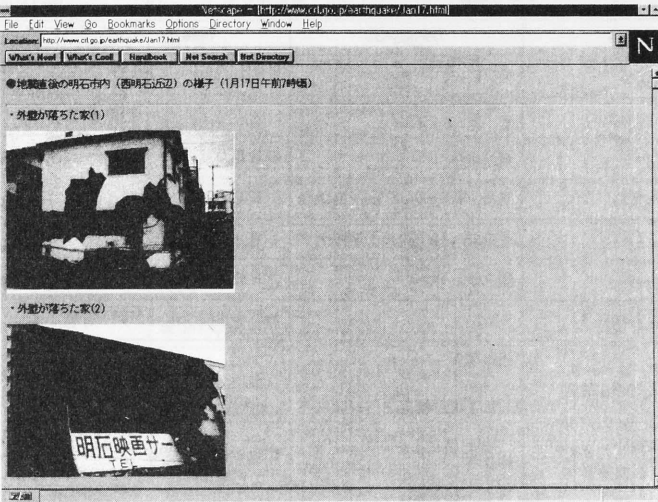 Netscape - [http://www.crl.go.jp/earthquake/Jan17.html]
File Edit View Go Bookmarks Options Directory Window Help
Location: http://www.crl.go.jp/earthquake/Jan17.html
What's New! What's Cool! Handbook Net Search Net Directory
N
●地震直後の明石市内（西明石近辺）の様子（1月17日午前7時頃）
・外壁が落ちた家(1)
・外壁が落ちた家(2)
明石映画サー
TEL